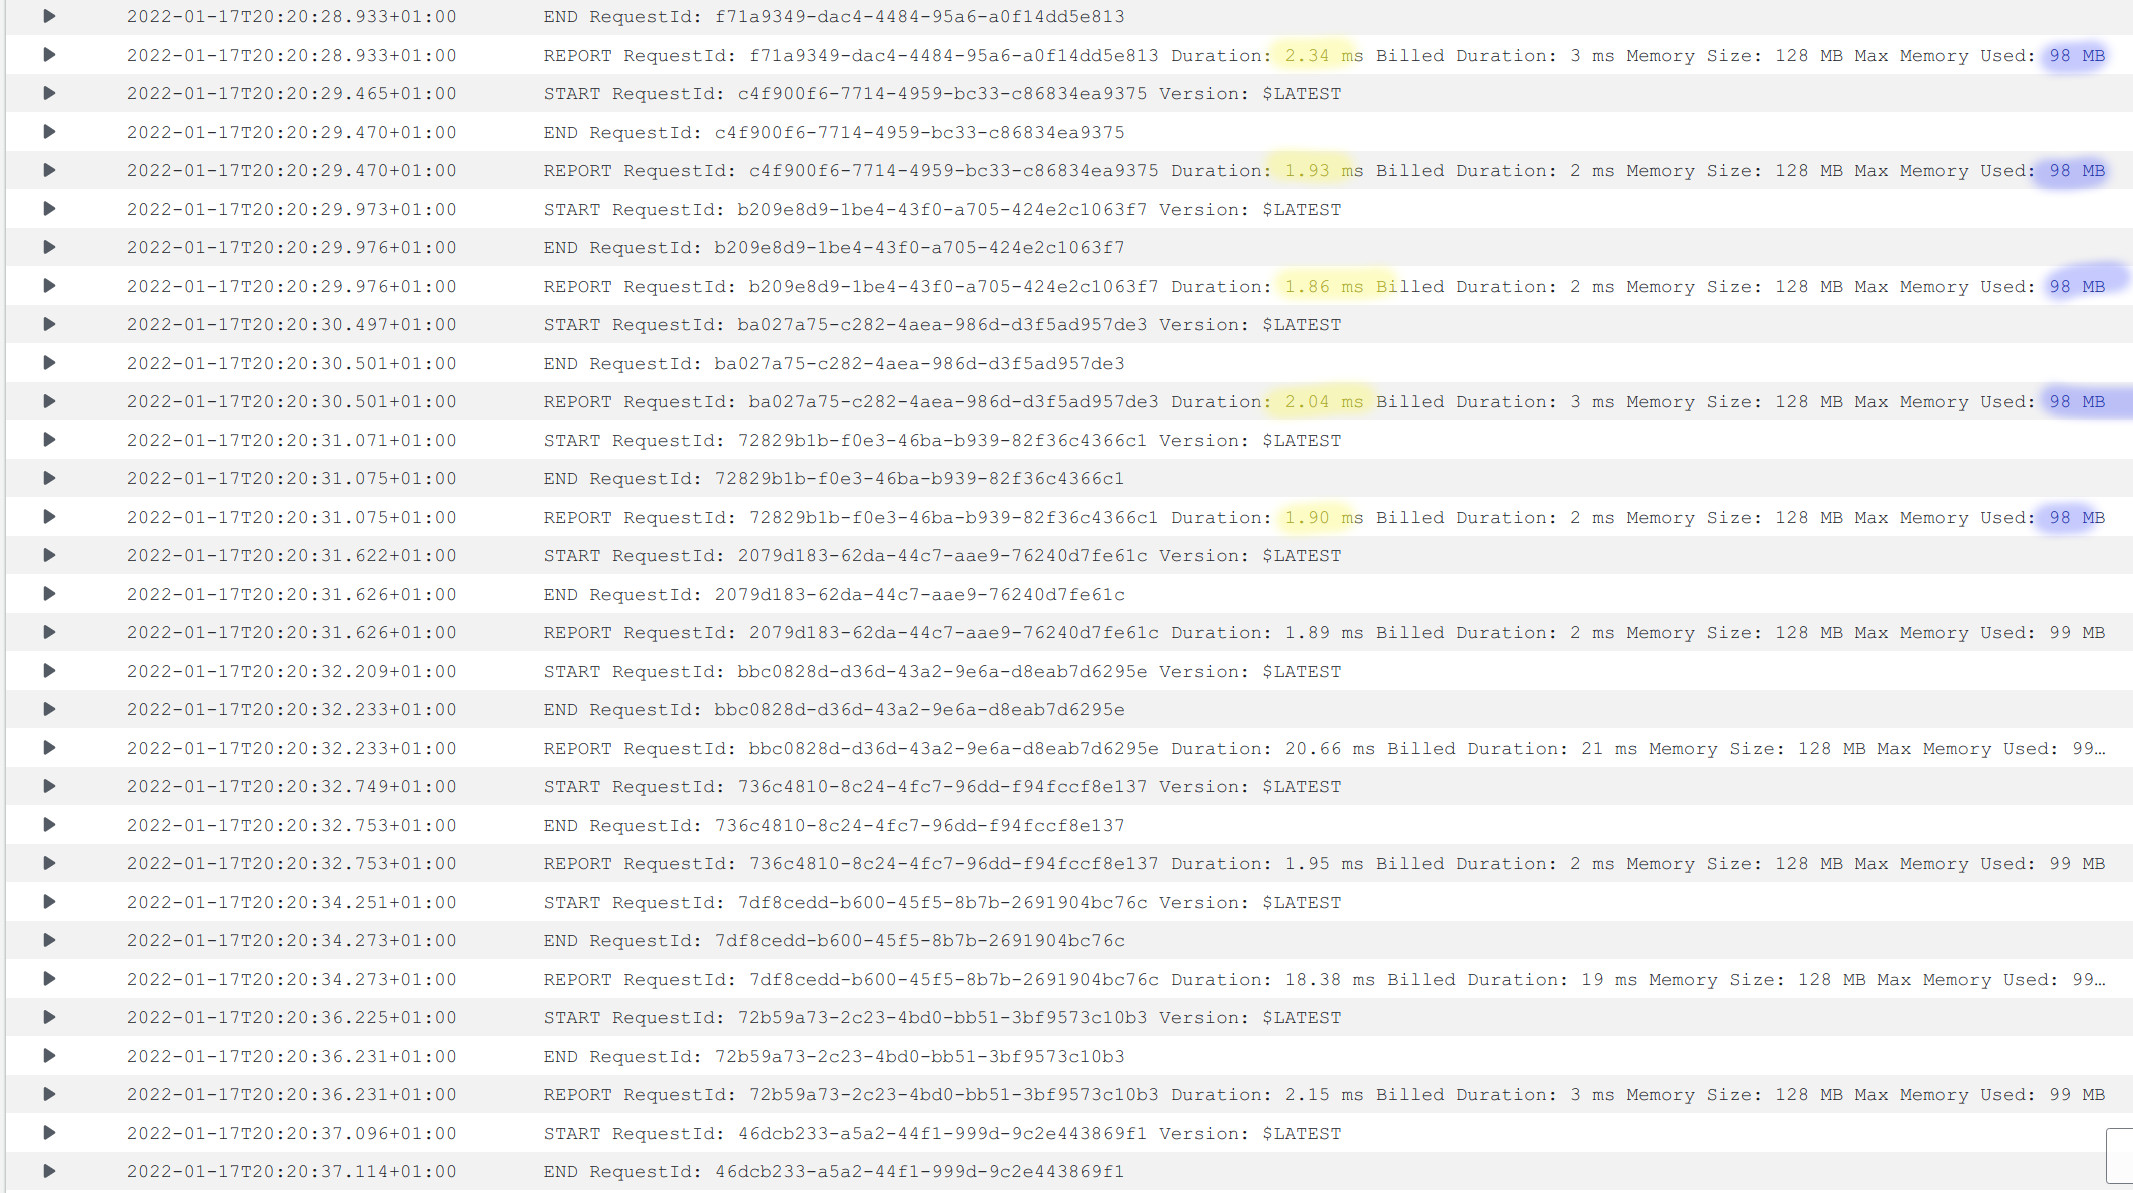 2022-01-17T20:20:28.933+01:00 END RequestId: f71a9349-dac4-4484-95a6-a0f14dd5e813
2022-01-17T20:20:28.933+01:00 REPORT RequestId: f71a9349-dac4-4484-95a6-a0f14dd5e813 Duration: 2.34 ms Billed Duration: 3 ms Memory Size: 128 MB Max Memory Used: 98 MB
2022-01-17T20:20:29.465+01:00 START RequestId: c4f900f6-7714-4959-bc33-c86834ea9375 Version: $LATEST
2022-01-17T20:20:29.470+01:00 END RequestId: c4f900f6-7714-4959-bc33-c86834ea9375
2022-01-17T20:20:29.470+01:00 REPORT RequestId: c4f900f6-7714-4959-bc33-c86834ea9375 Duration: 1.93 ms Billed Duration: 2 ms Memory Size: 128 MB Max Memory Used: 98 MB
2022-01-17T20:20:29.973+01:00 START RequestId: b209e8d9-1be4-43f0-a705-424e2c1063f7 Version: $LATEST
2022-01-17T20:20:29.976+01:00 END RequestId: b209e8d9-1be4-43f0-a705-424e2c1063f7
2022-01-17T20:20:29.976+01:00 REPORT RequestId: b209e8d9-1be4-43f0-a705-424e2c1063f7 Duration: 1.86 ms Billed Duration: 2 ms Memory Size: 128 MB Max Memory Used: 98 MB
2022-01-17T20:20:30.497+01:00 START RequestId: ba027a75-c282-4aea-986d-d3f5ad957de3 Version: $LATEST
2022-01-17T20:20:30.501+01:00 END RequestId: ba027a75-c282-4aea-986d-d3f5ad957de3
2022-01-17T20:20:30.501+01:00 REPORT RequestId: ba027a75-c282-4aea-986d-d3f5ad957de3 Duration: 2.04 ms Billed Duration: 3 ms Memory Size: 128 MB Max Memory Used: 98 MB
2022-01-17T20:20:31.071+01:00 START RequestId: 72829b1b-f0e3-46ba-b939-82f36c4366c1 Version: $LATEST
2022-01-17T20:20:31.075+01:00 END RequestId: 72829b1b-f0e3-46ba-b939-82f36c4366c1
2022-01-17T20:20:31.075+01:00 REPORT RequestId: 72829b1b-f0e3-46ba-b939-82f36c4366c1 Duration: 1.90 ms Billed Duration: 2 ms Memory Size: 128 MB Max Memory Used: 98 MB
2022-01-17T20:20:31.622+01:00 START RequestId: 2079d183-62da-44c7-aae9-76240d7fe61c Version: $LATEST
2022-01-17T20:20:31.626+01:00 END RequestId: 2079d183-62da-44c7-aae9-76240d7fe61c
2022-01-17T20:20:31.626+01:00 REPORT RequestId: 2079d183-62da-44c7-aae9-76240d7fe61c Duration: 1.89 ms Billed Duration: 2 ms Memory Size: 128 MB Max Memory Used: 99 MB
2022-01-17T20:20:32.209+01:00 START RequestId: bbc0828d-d36d-43a2-9e6a-d8eab7d6295e Version: $LATEST
2022-01-17T20:20:32.233+01:00 END RequestId: bbc0828d-d36d-43a2-9e6a-d8eab7d6295e
2022-01-17T20:20:32.233+01:00 REPORT RequestId: bbc0828d-d36d-43a2-9e6a-d8eab7d6295e Duration: 20.66 ms Billed Duration: 21 ms Memory Size: 128 MB Max Memory Used: 99…
2022-01-17T20:20:32.749+01:00 START RequestId: 736c4810-8c24-4fc7-96dd-f94fccf8e137 Version: $LATEST
2022-01-17T20:20:32.753+01:00 END RequestId: 736c4810-8c24-4fc7-96dd-f94fccf8e137
2022-01-17T20:20:32.753+01:00 REPORT RequestId: 736c4810-8c24-4fc7-96dd-f94fccf8e137 Duration: 1.95 ms Billed Duration: 2 ms Memory Size: 128 MB Max Memory Used: 99 MB
2022-01-17T20:20:34.251+01:00 START RequestId: 7df8cedd-b600-45f5-8b7b-2691904bc76c Version: $LATEST
2022-01-17T20:20:34.273+01:00 END RequestId: 7df8cedd-b600-45f5-8b7b-2691904bc76c
2022-01-17T20:20:34.273+01:00 REPORT RequestId: 7df8cedd-b600-45f5-8b7b-2691904bc76c Duration: 18.38 ms Billed Duration: 19 ms Memory Size: 128 MB Max Memory Used: 99…
2022-01-17T20:20:36.225+01:00 START RequestId: 72b59a73-2c23-4bd0-bb51-3bf9573c10b3 Version: $LATEST
2022-01-17T20:20:36.231+01:00 END RequestId: 72b59a73-2c23-4bd0-bb51-3bf9573c10b3
2022-01-17T20:20:36.231+01:00 REPORT RequestId: 72b59a73-2c23-4bd0-bb51-3bf9573c10b3 Duration: 2.15 ms Billed Duration: 3 ms Memory Size: 128 MB Max Memory Used: 99 MB
2022-01-17T20:20:37.096+01:00 START RequestId: 46dcb233-a5a2-44f1-999d-9c2e443869f1 Version: $LATEST
2022-01-17T20:20:37.114+01:00 END RequestId: 46dcb233-a5a2-44f1-999d-9c2e443869f1